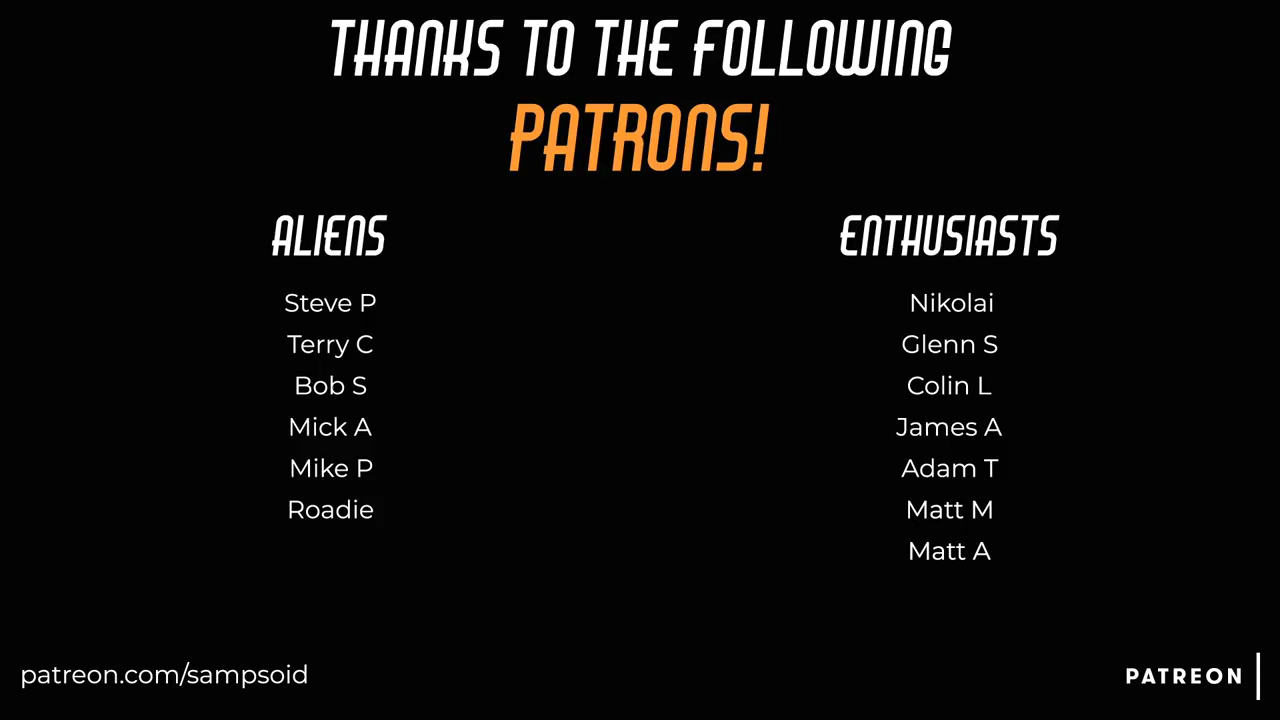 THANKS TO THE FOLLOWING
PATRONS!
ALIENS
Steve P
Terry C
Bob S
Mick A
Mike P
Roadie
ENTHUSIASTS
Nikolai
Glenn S
Colin L
James A
Adam T
Matt M
Matt A
patreon.com/sampsoid
PATREON